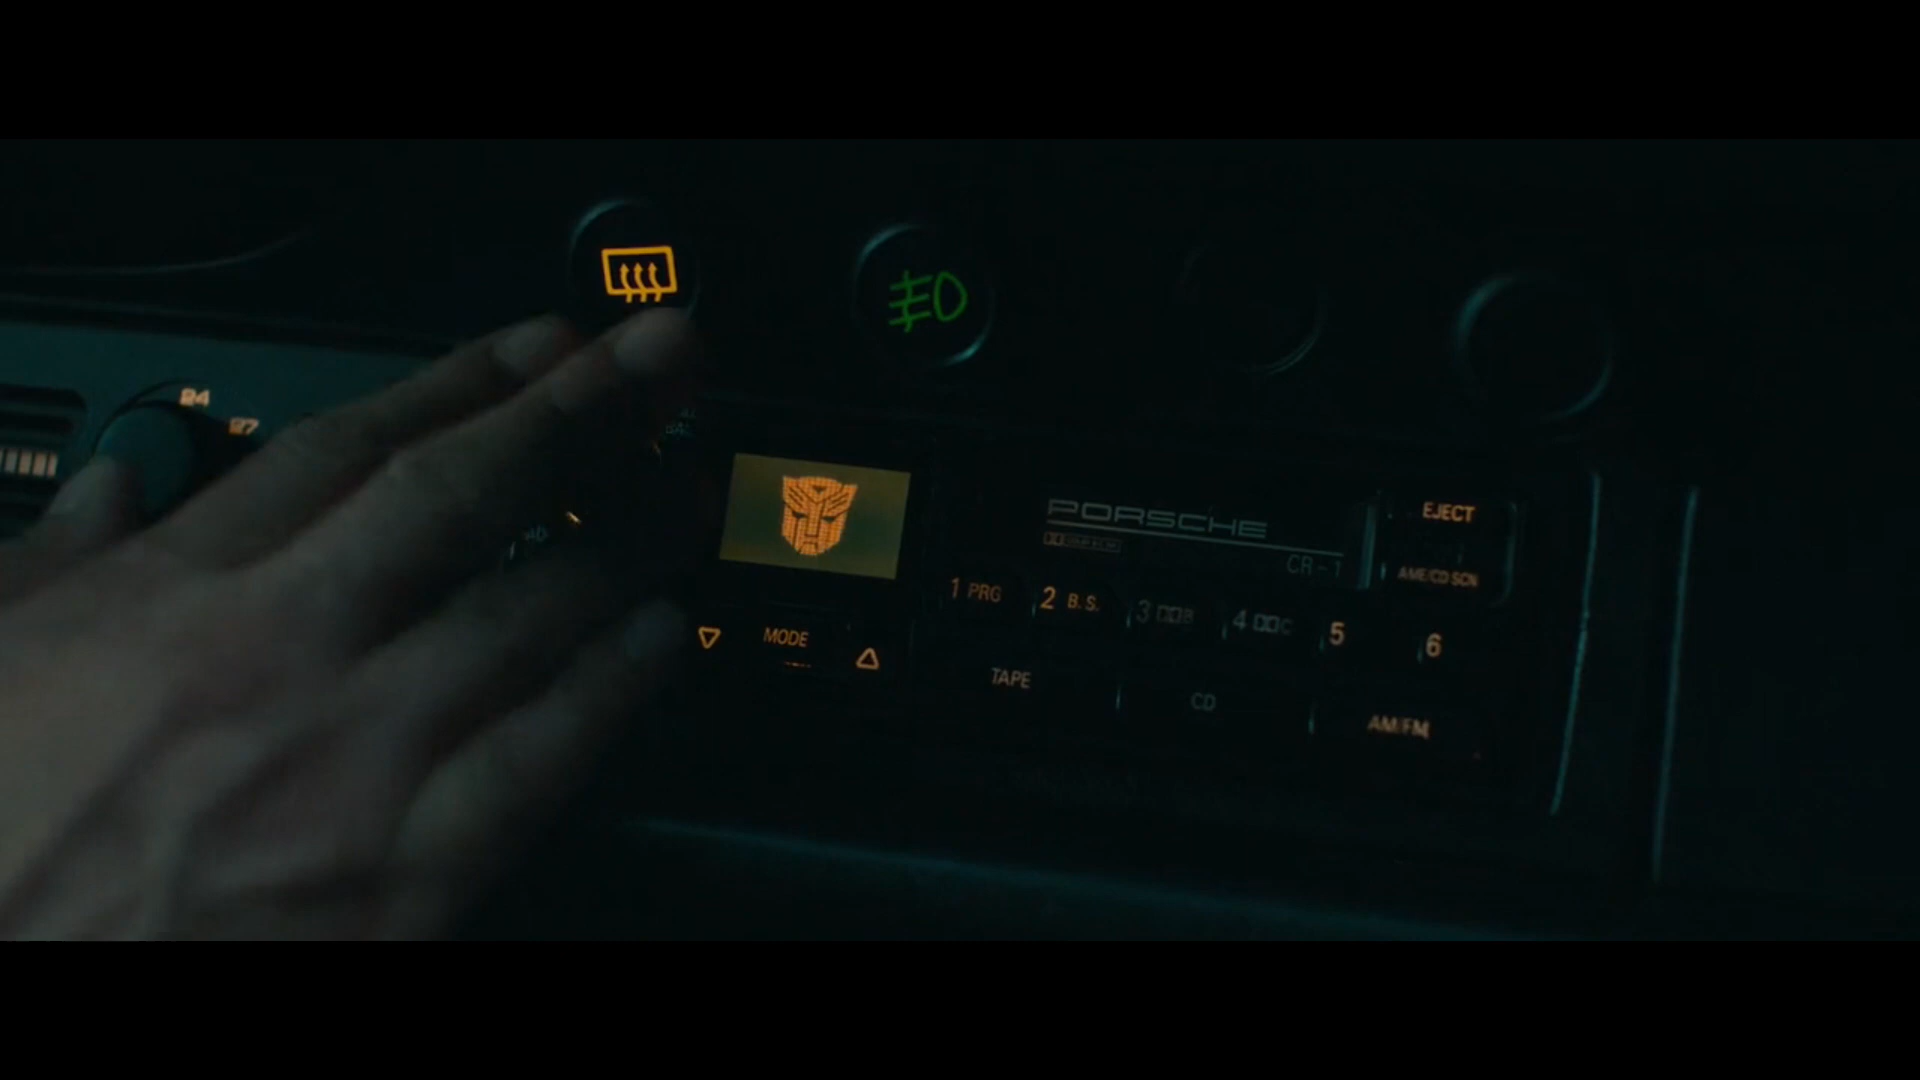 24
27
PORSCHE
CR-1
EJECT
AME/CD SCN
1 PRG
2 B.S.
3 B
4 C
5
6
MODE
TAPE
CD
AM/FM